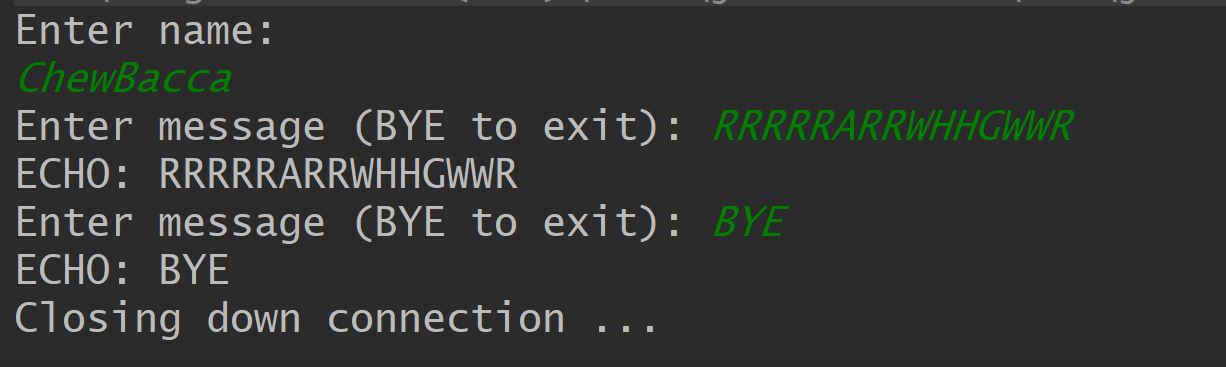 Enter name:
ChewBacca
Enter message (BYE to exit): RRRRRARRWHHGWWR
ECHO: RRRRRARRWHHGWWR
Enter message (BYE to exit): BYE
ECHO: BYE
Closing down connection ...